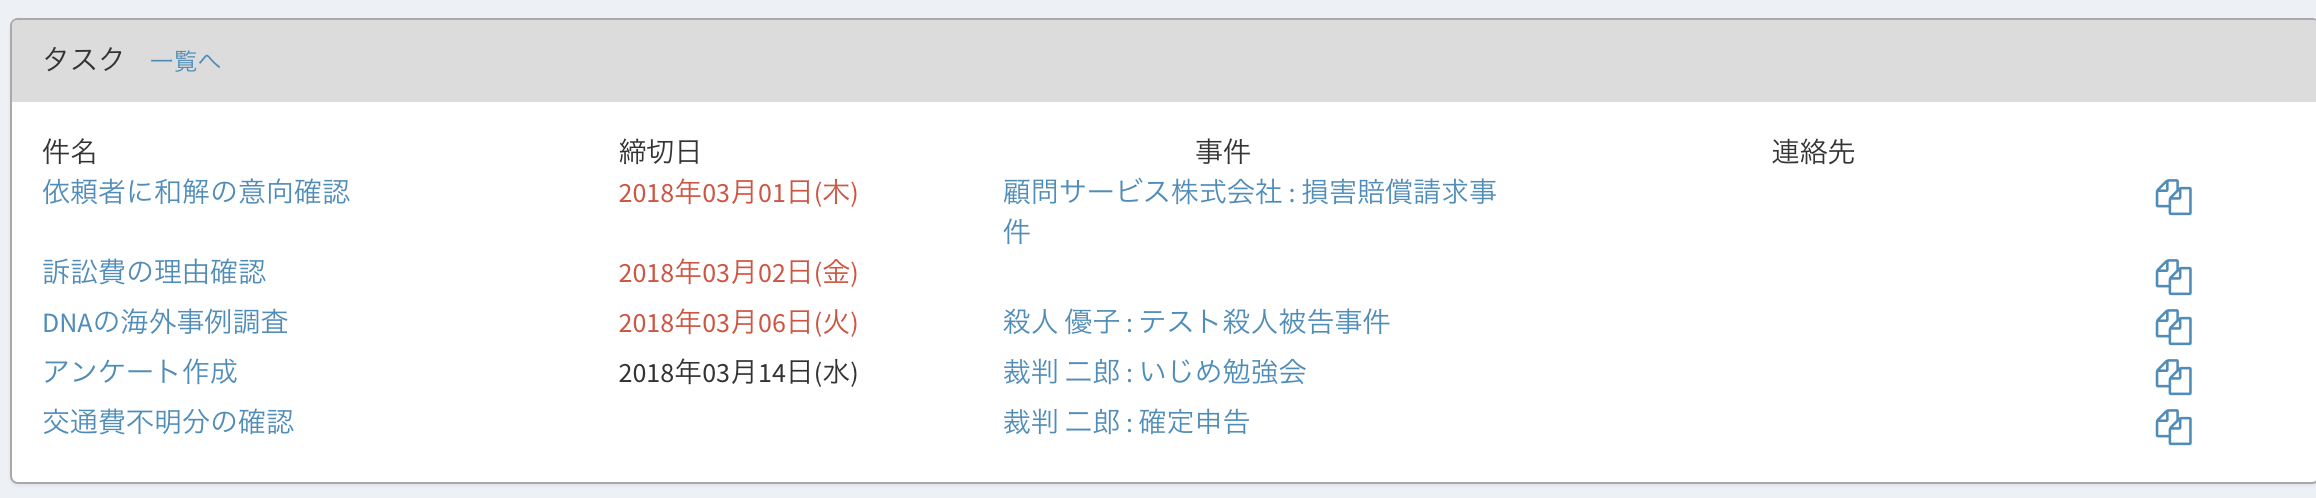 タスク 一覧へ
件名 締切日 事件 連絡先
依頼者に和解の意向確認 2018年03月01日(木) 顧問サービス株式会社 : 損害賠償請求事
件
訴訟費の理由確認 2018年03月02日(金)
DNAの海外事例調査 2018年03月06日(火) 殺人 優子 : テスト殺人被告事件
アンケート作成 2018年03月14日(水) 裁判 二郎 : いじめ勉強会
交通費不明分の確認 裁判 二郎 : 確定申告